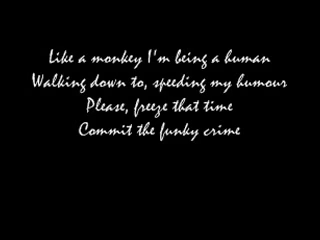 Like a monkey I'm being a human
Walking down to, speeding my humour
Please, freeze that time
Commit the funky crime